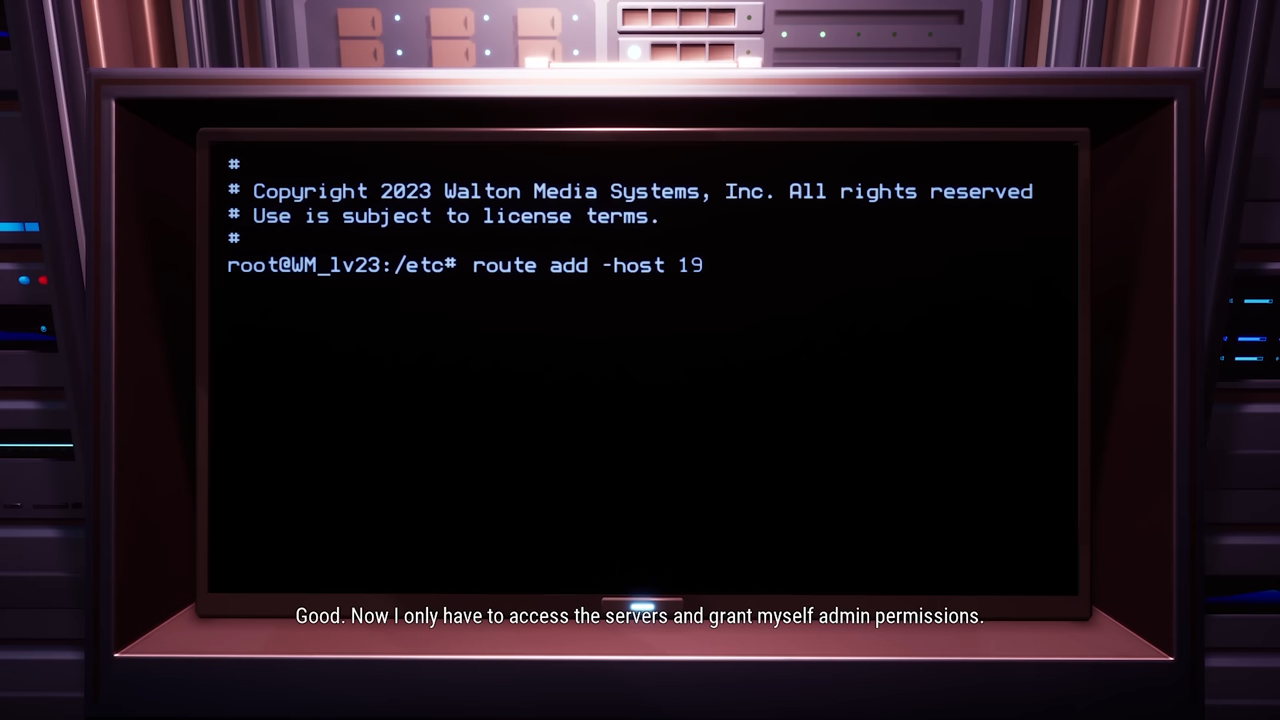 #
# Copyright 2023 Walton Media Systems, Inc. All rights reserved
# Use is subject to license terms.
#
root@WM_lv23:/etc# route add -host 19
Good. Now I only have to access the servers and grant myself admin permissions.